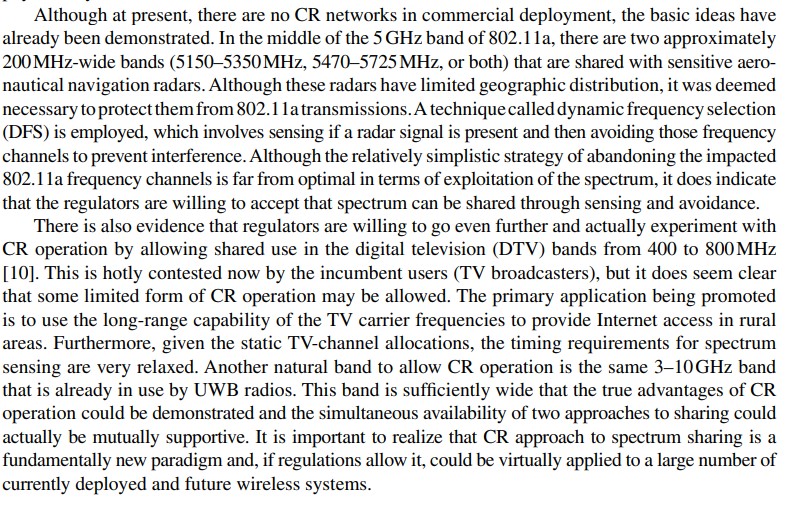 Although at present, there are no CR networks in commercial deployment, the basic ideas have
already been demonstrated. In the middle of the 5 GHz band of 802.11a, there are two approximately
200 MHz-wide bands (5150–5350 MHz, 5470–5725 MHz, or both) that are shared with sensitive aero-
nautical navigation radars. Although these radars have limited geographic distribution, it was deemed
necessary to protect them from 802.11a transmissions. A technique called dynamic frequency selection
(DFS) is employed, which involves sensing if a radar signal is present and then avoiding those frequency
channels to prevent interference. Although the relatively simplistic strategy of abandoning the impacted
802.11a frequency channels is far from optimal in terms of exploitation of the spectrum, it does indicate
that the regulators are willing to accept that spectrum can be shared through sensing and avoidance.
There is also evidence that regulators are willing to go even further and actually experiment with
CR operation by allowing shared use in the digital television (DTV) bands from 400 to 800 MHz
[10]. This is hotly contested now by the incumbent users (TV broadcasters), but it does seem clear
that some limited form of CR operation may be allowed. The primary application being promoted
is to use the long-range capability of the TV carrier frequencies to provide Internet access in rural
areas. Furthermore, given the static TV-channel allocations, the timing requirements for spectrum
sensing are very relaxed. Another natural band to allow CR operation is the same 3–10 GHz band
that is already in use by UWB radios. This band is sufficiently wide that the true advantages of CR
operation could be demonstrated and the simultaneous availability of two approaches to sharing could
actually be mutually supportive. It is important to realize that CR approach to spectrum sharing is a
fundamentally new paradigm and, if regulations allow it, could be virtually applied to a large number of
currently deployed and future wireless systems.